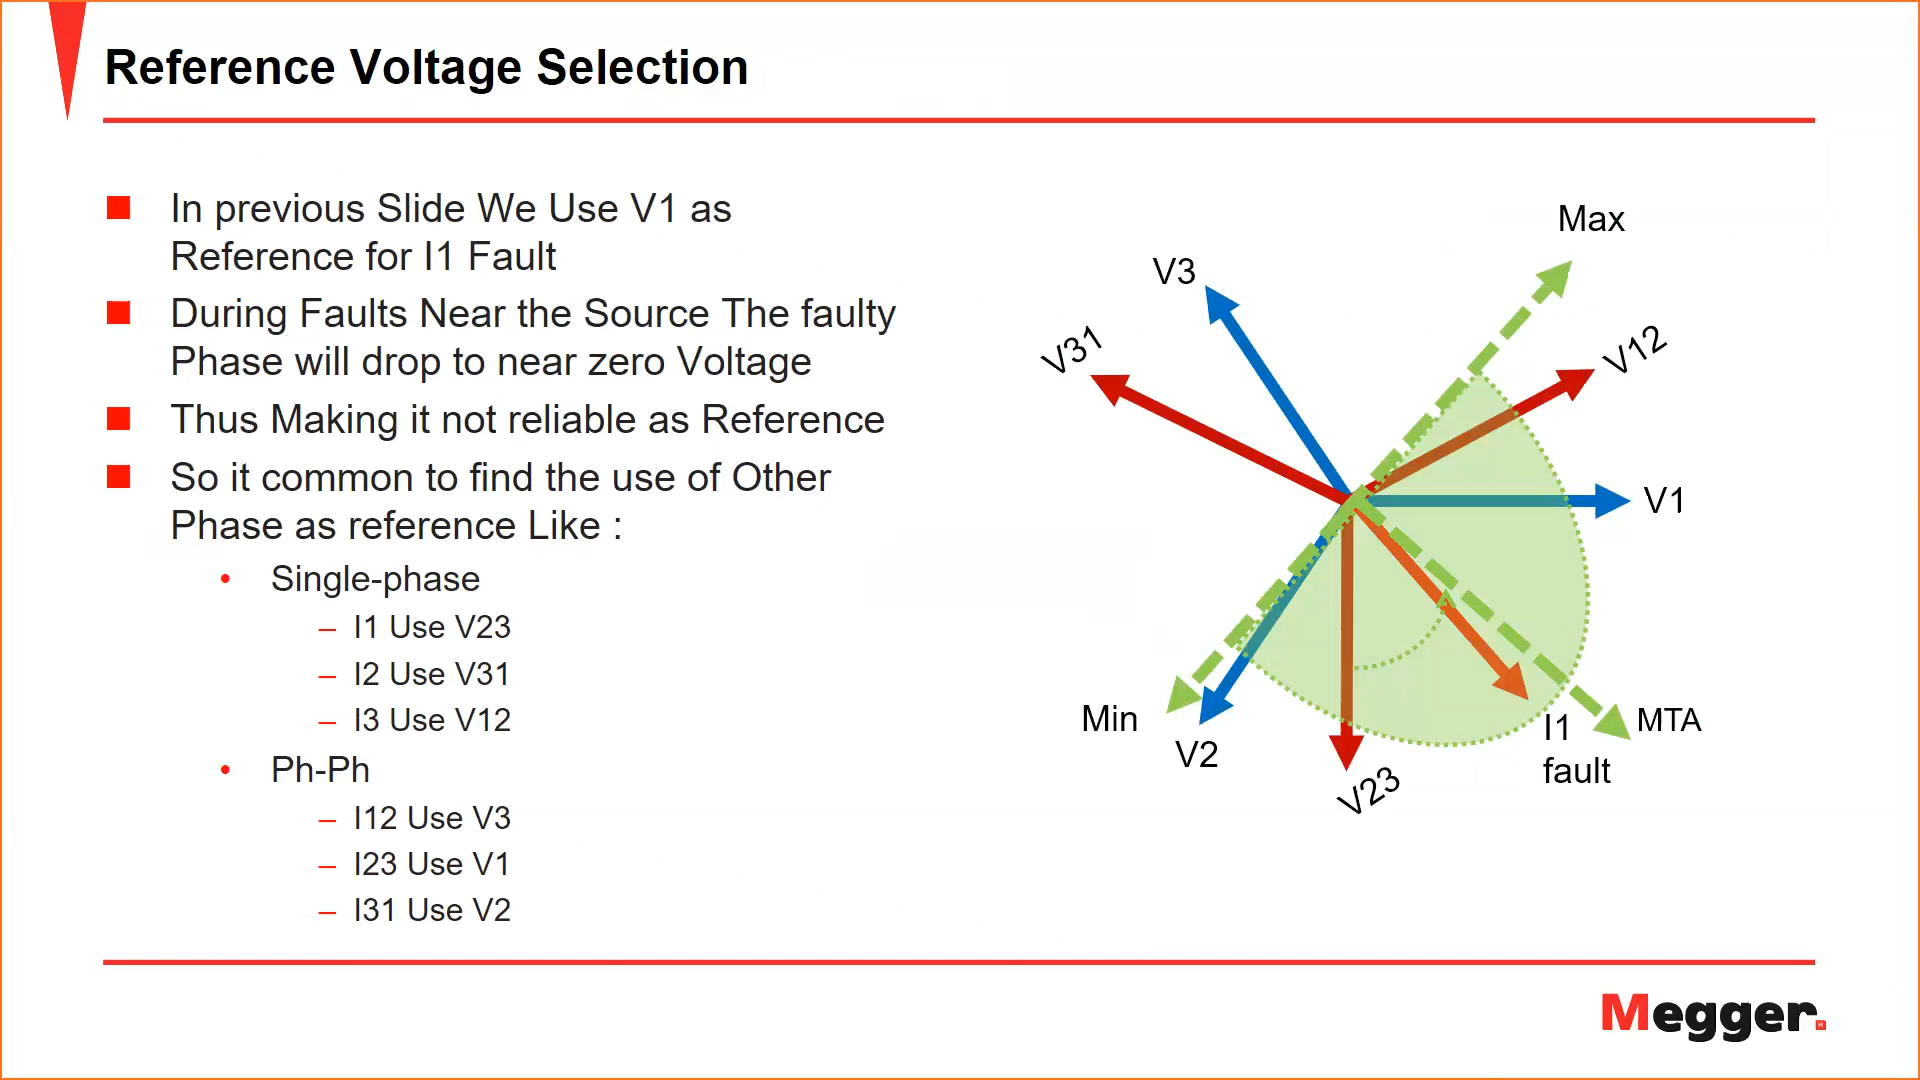 Reference Voltage Selection
In previous Slide We Use V1 as
Reference for I1 Fault
During Faults Near the Source The faulty
Phase will drop to near zero Voltage
Thus Making it not reliable as Reference
So it common to find the use of Other
Phase as reference Like :
Single-phase
– I1 Use V23
– I2 Use V31
– I3 Use V12
Ph-Ph
– I12 Use V3
– I23 Use V1
– I31 Use V2
Max
V3
V31
V12
V1
Min
V2
V23
I1
fault
MTA
Megger.